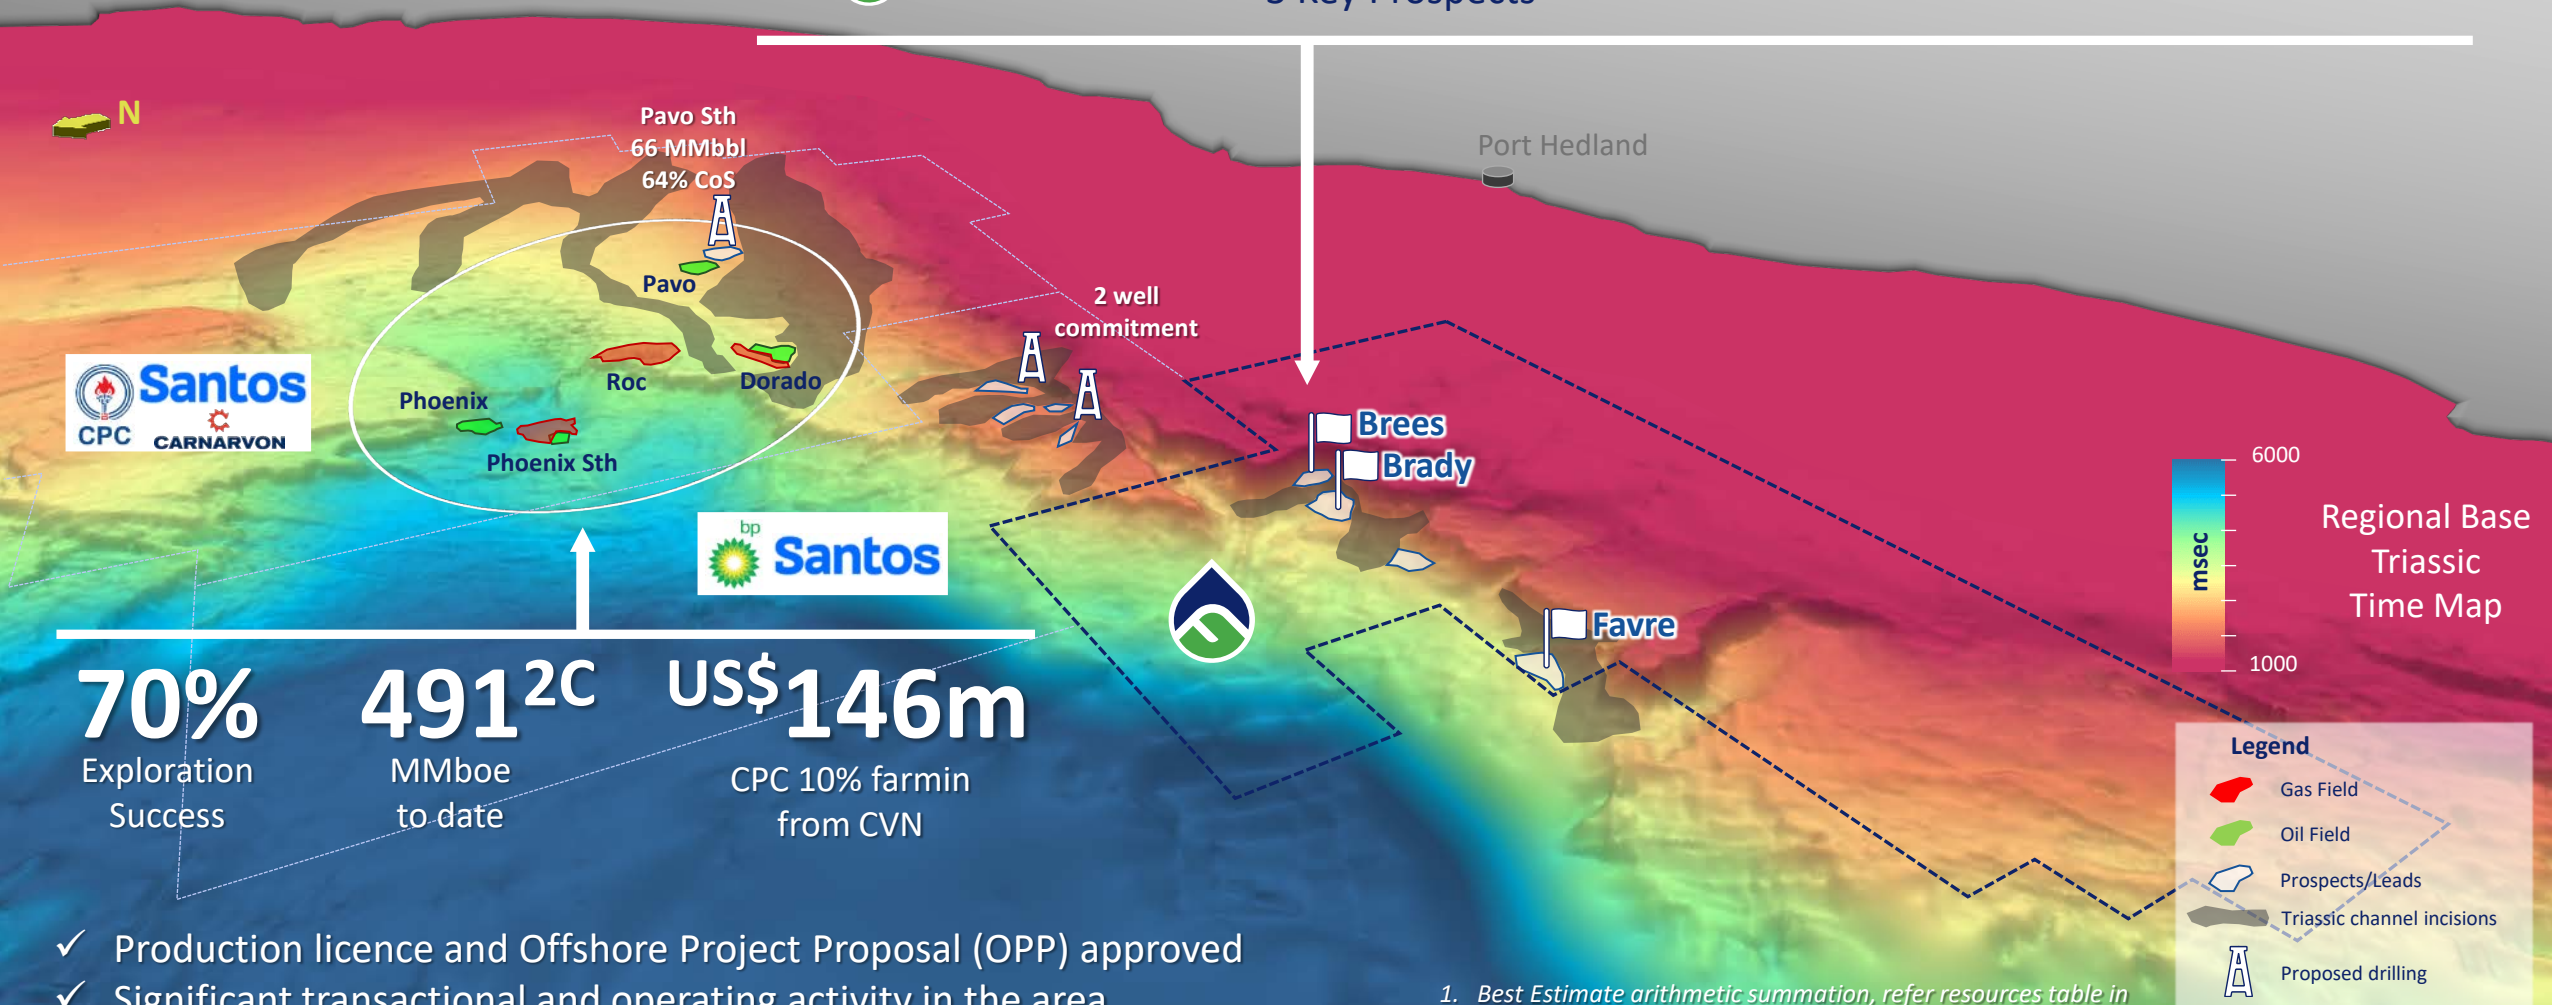 Key Prospects
N
Pavo Sth
66 MMbbl
64% CoS
Port Hedland
Pavo
2 well
commitment
Roc
Dorado
Phoenix
Phoenix Sth
CPC
Santos
CARNARVON
Brees
Brady
bp
Santos
Favre
6000
msec
1000
Regional Base
Triassic
Time Map
70%
Exploration
Success
491 2C
MMboe
to date
US$146m
CPC 10% farmin
from CVN
Legend
Gas Field
Oil Field
Prospects/Leads
Triassic channel incisions
Proposed drilling
✓ Production licence and Offshore Project Proposal (OPP) approved
✓ Significant transactional and operating activity in the area
1. Best Estimate arithmetic summation, refer resources table in